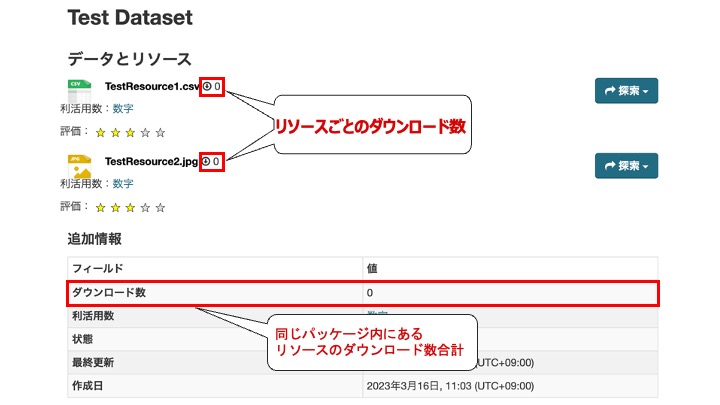 Test Dataset
データとリソース
CSV
TestResource1.csv 0
探索
利活用数：数字
評価：
リソースごとのダウンロード数
JPG
TestResource2.jpg 0
探索
利活用数：数字
評価：
追加情報
フィールド 値
ダウンロード数 0
利活用数
状態
同じパッケージ内にある
リソースのダウンロード数合計
最終更新 (UTC+09:00)
作成日 2023年3月16日, 11:03 (UTC+09:00)